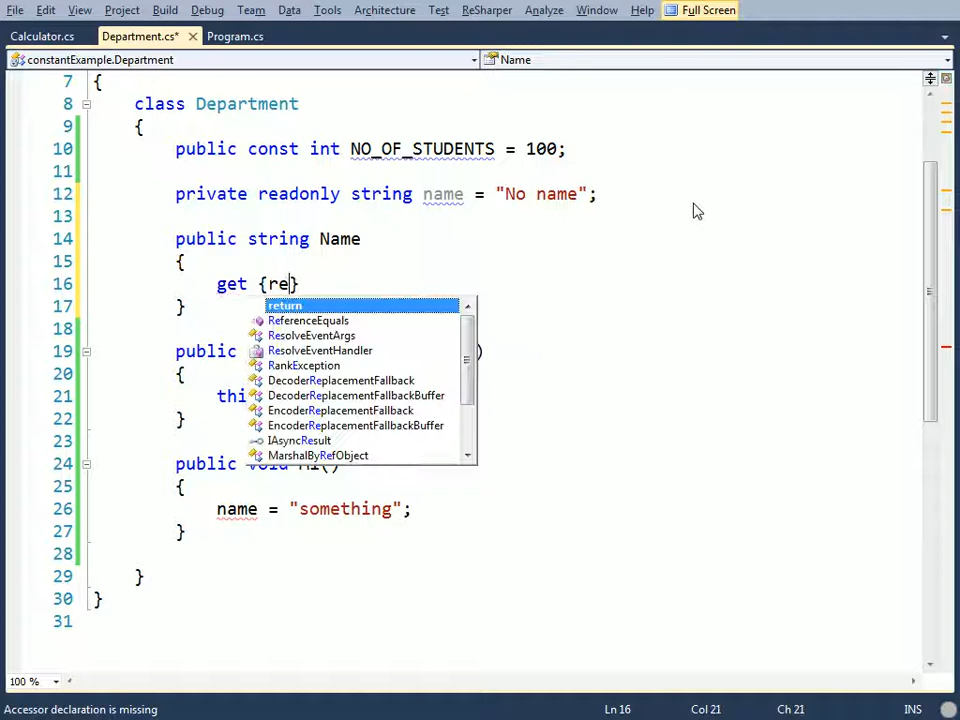 File Edit View Project Build Debug Team Data Tools Architecture Test ReSharper Analyze Window Help Full Screen
Calculator.cs Department.cs* Program.cs
constantExample.Department Name
7 {
8 class Department
9 {
10 public const int NO_OF_STUDENTS = 100;
11
12 private readonly string name = "No name";
13
14 public string Name
15 {
16 get {re}
return
17 }
ReferenceEquals
18
ResolveEventArgs
19 public )
ResolveEventHandler
RankException
20 {
DecoderReplacementFallback
21 thi
DecoderReplacementFallbackBuffer
EncoderReplacementFallback
22 }
EncoderReplacementFallbackBuffer
23
IAsyncResult
MarshalByRefObject
24 public void
25 {
26 name = "something";
27 }
28
29 }
30 }
31
100 %
Accessor declaration is missing Ln 16 Col 21 Ch 21 INS